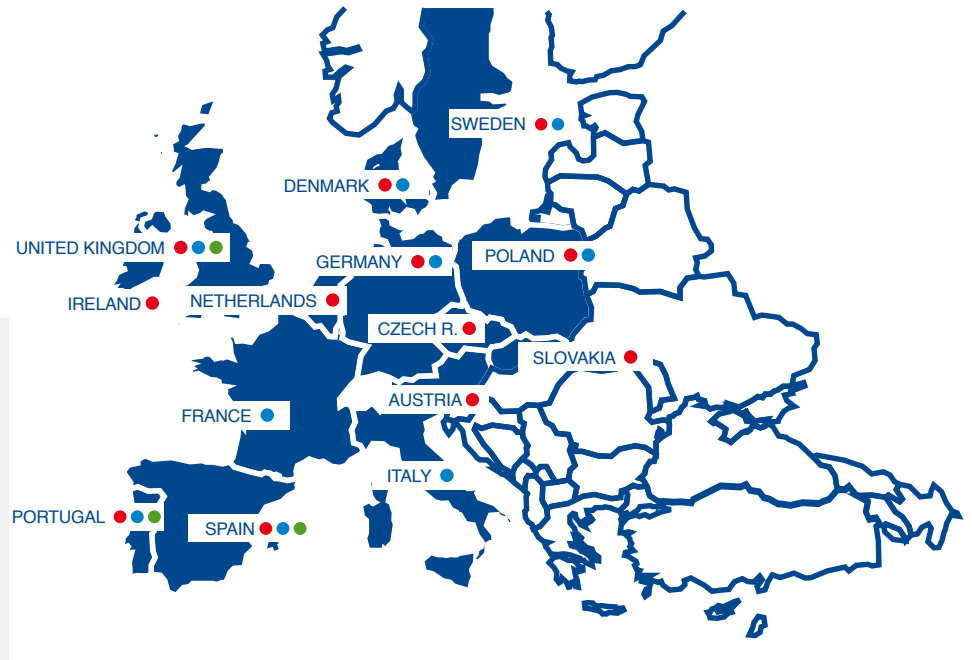 SWEDEN
DENMARK
UNITED KINGDOM
GERMANY
POLAND
IRELAND
NETHERLANDS
CZECH R.
SLOVAKIA
AUSTRIA
FRANCE
ITALY
PORTUGAL
SPAIN